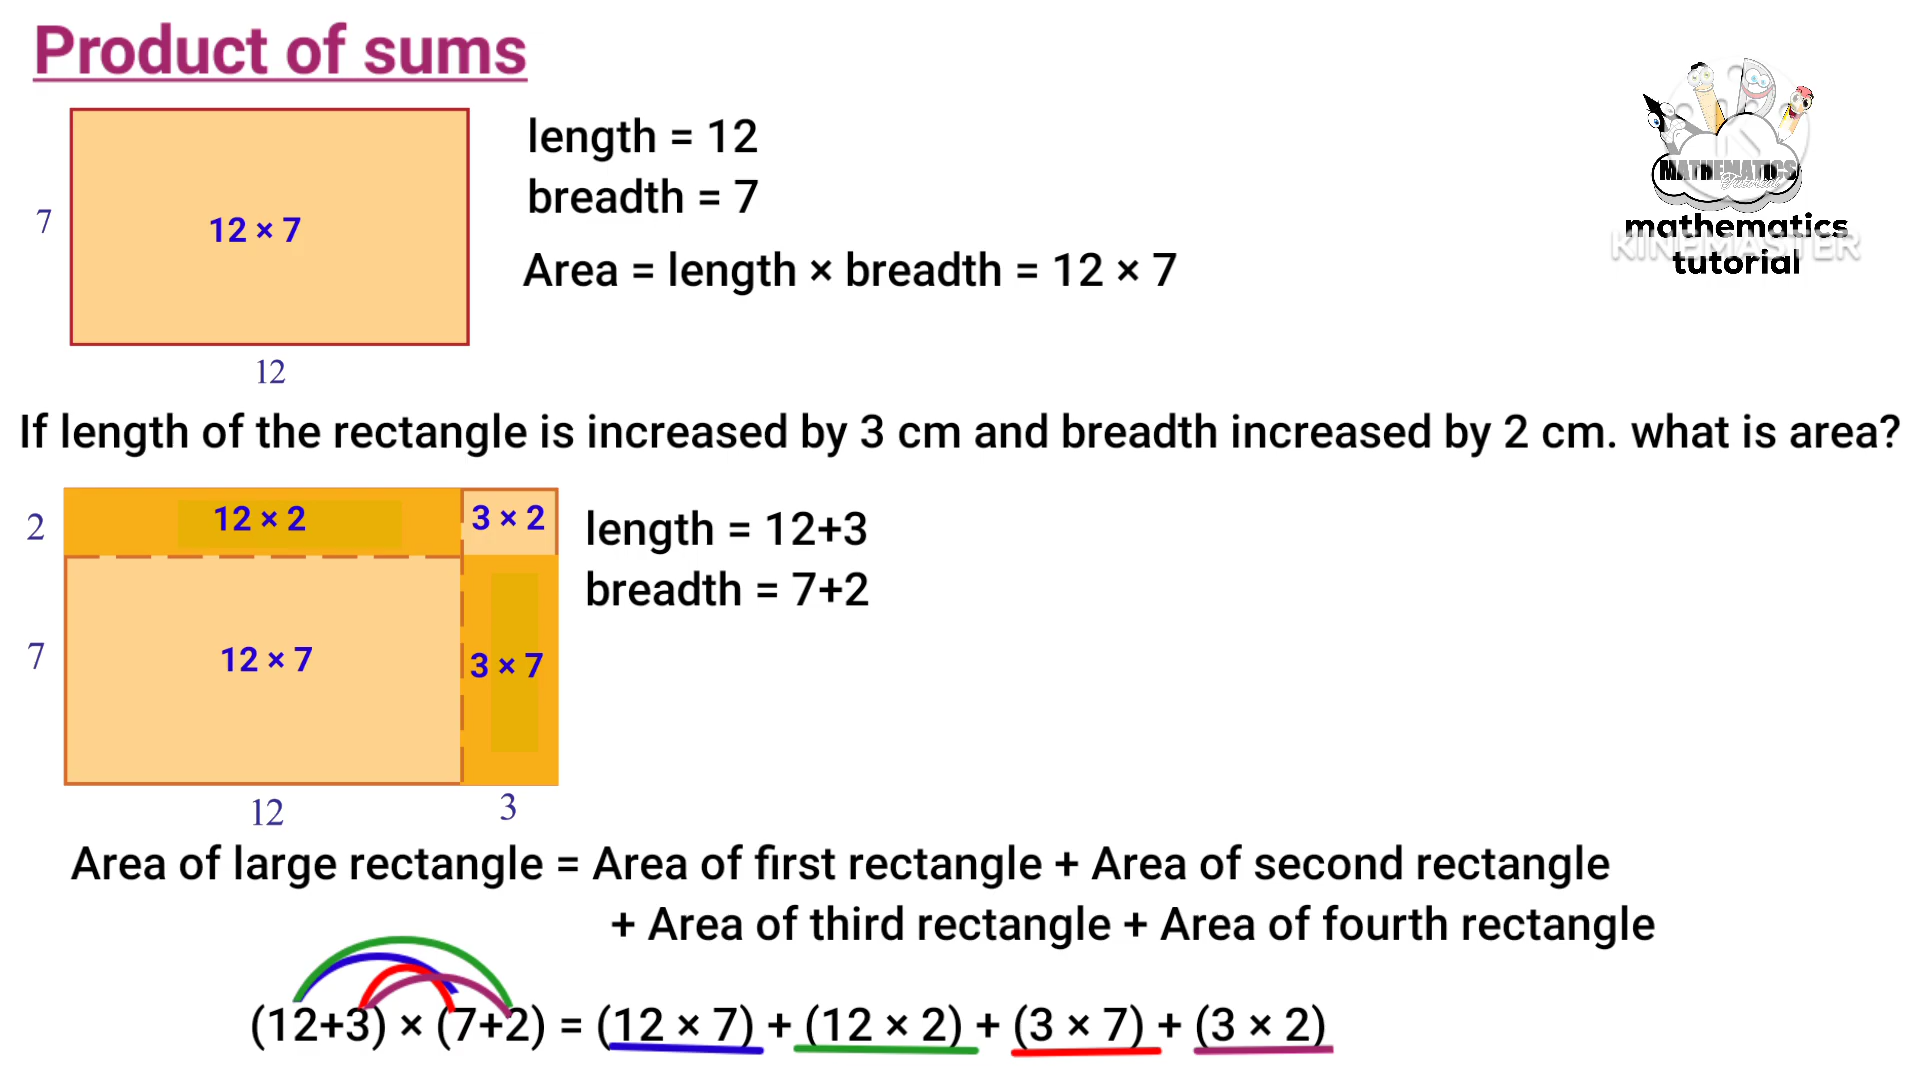 Product of sums
7
12 × 7
12
length = 12
breadth = 7
Area = length × breadth = 12 × 7
MATHEMATICS
Tutorial
mathematics
KINEMASTER
tutorial
If length of the rectangle is increased by 3 cm and breadth increased by 2 cm. what is area?
2
12 × 2
3 × 2
7
12 × 7
3 × 7
12
3
length = 12+3
breadth = 7+2
Area of large rectangle = Area of first rectangle + Area of second rectangle
+ Area of third rectangle + Area of fourth rectangle
(12+3) × (7+2) = (12 × 7) + (12 × 2) + (3 × 7) + (3 × 2)